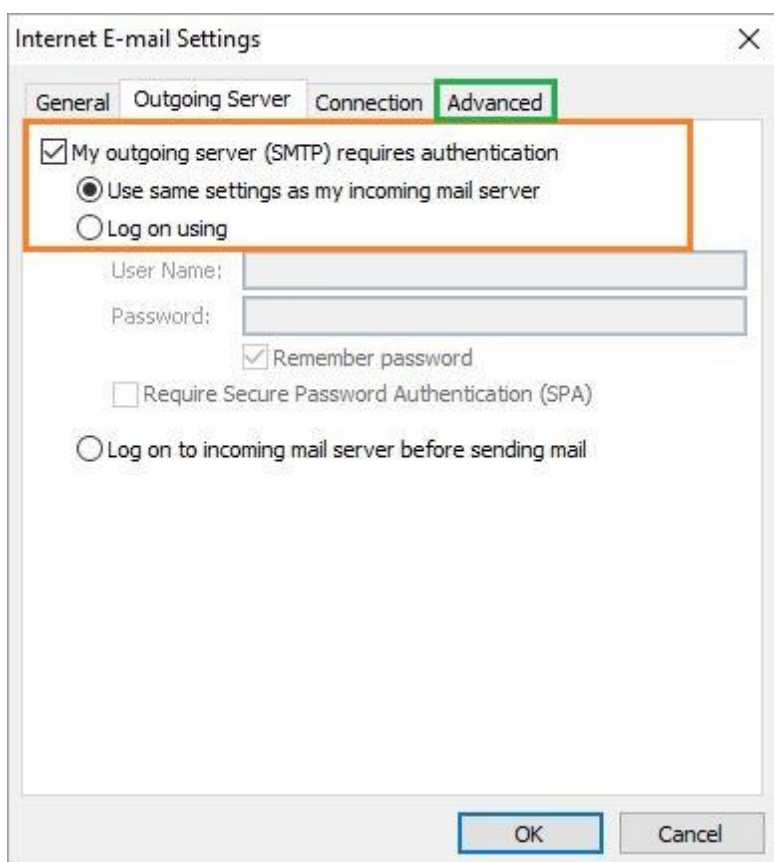 Internet E-mail Settings
General Outgoing Server Connection Advanced
My outgoing server (SMTP) requires authentication
Use same settings as my incoming mail server
Log on using
User Name:
Password:
Remember password
Require Secure Password Authentication (SPA)
Log on to incoming mail server before sending mail
OK Cancel